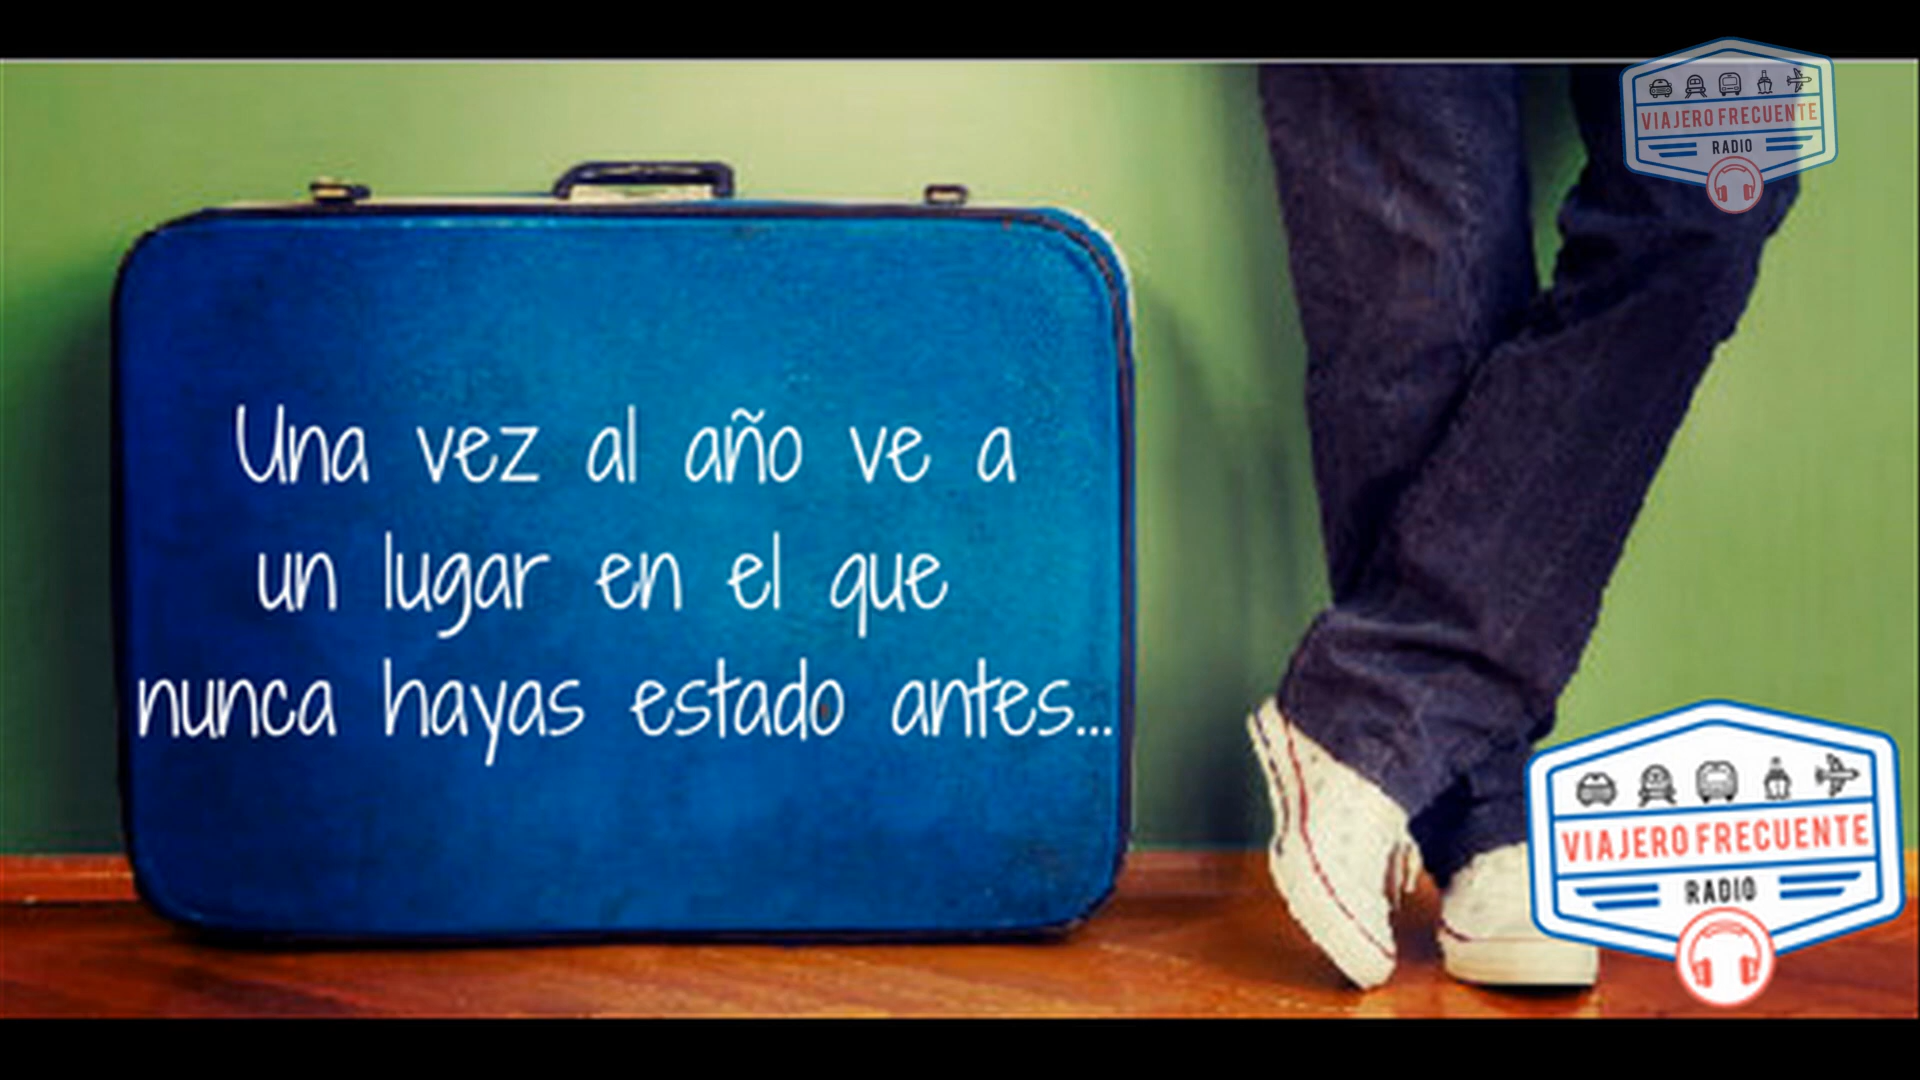 VIAJERO FRECUENTE
RADIO
Una vez al año ve a
un lugar en el que
nunca hayas estado antes...
VIAJERO FRECUENTE
RADIO